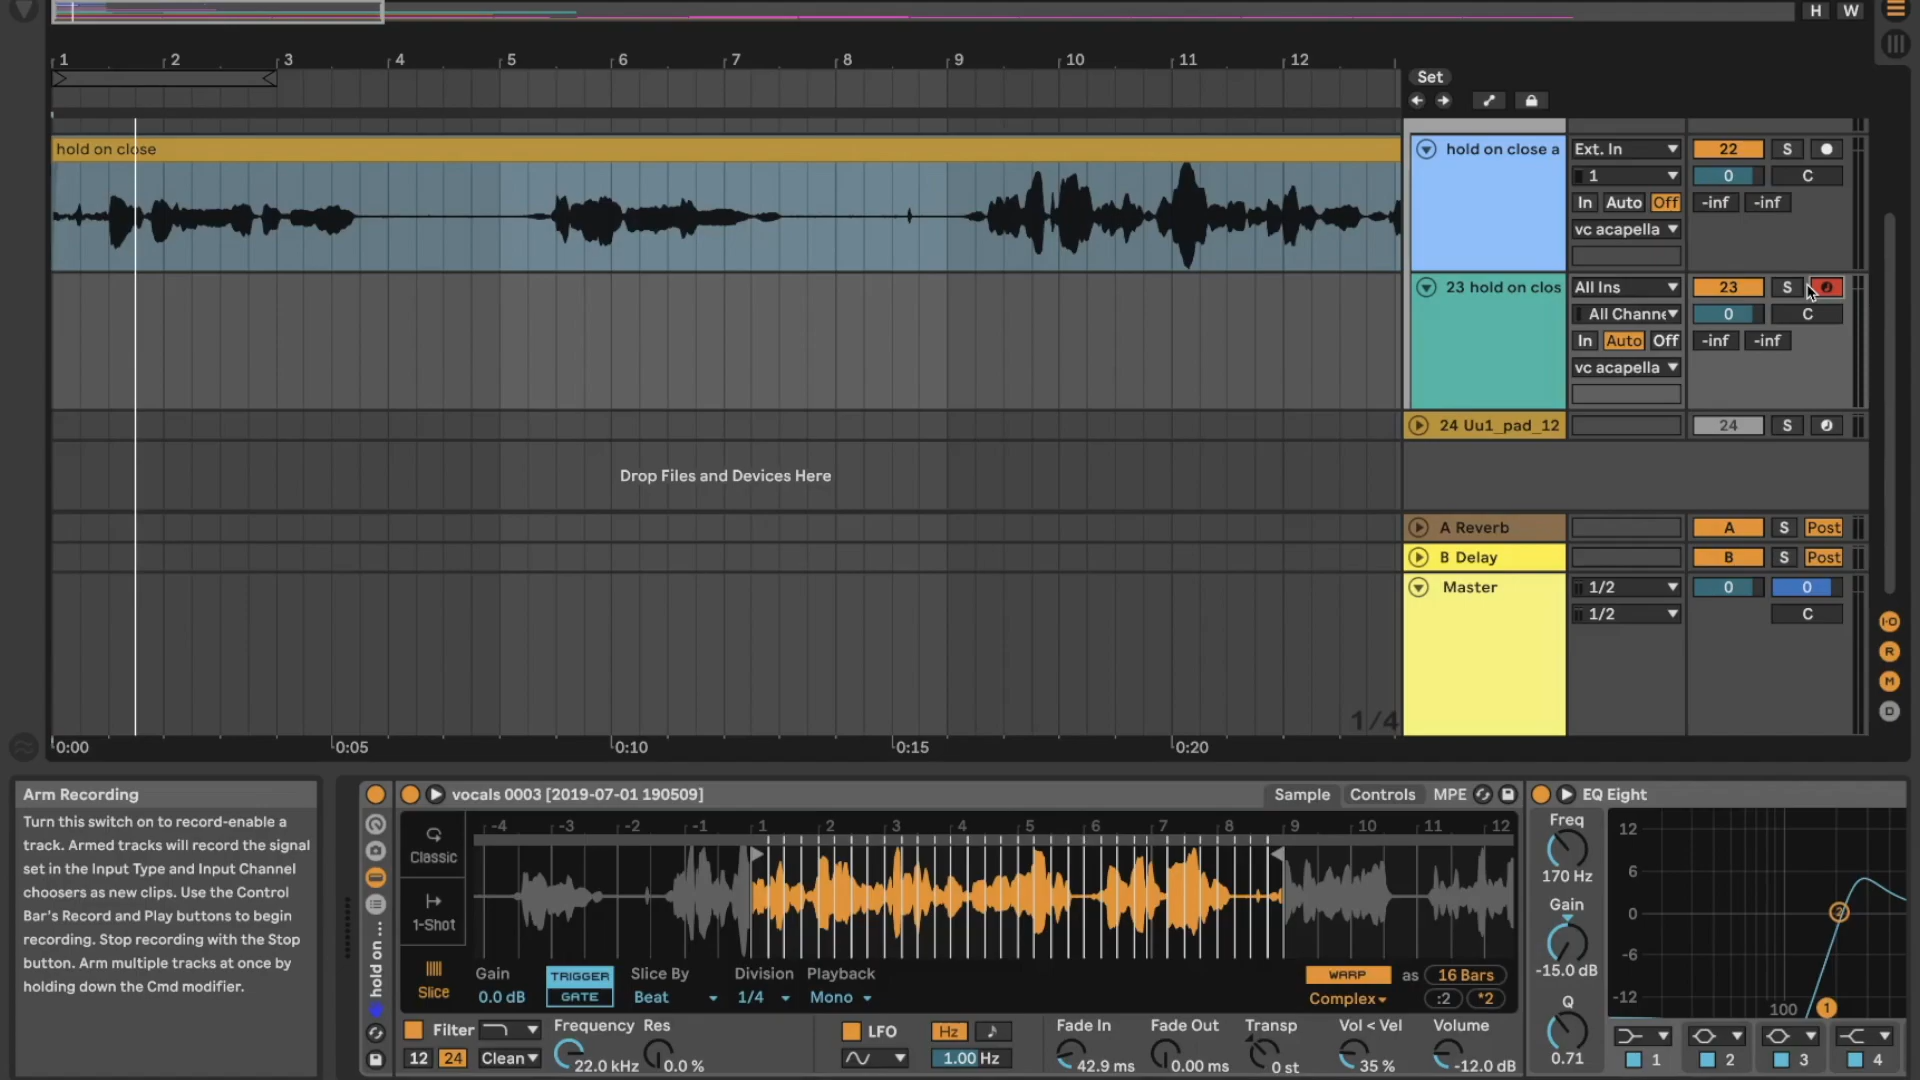 H W
1 2 3 4 5 6 7 8 9 10 11 12
Set
hold on close
hold on close a Ext. In 22 S
1 0 C
In Auto Off -inf -inf
vc acapella
23 hold on clos All Ins 23 S
All Channe 0 C
In Auto Off -inf -inf
vc acapella
24 Uu1_pad_12 24 S
Drop Files and Devices Here
A Reverb A S Post
B Delay B S Post
Master 1/2 0 0
1/2 C
I·O
R
M
D
1/4
0:00 0:05 0:10 0:15 0:20
Arm Recording
Turn this switch on to record-enable a
track. Armed tracks will record the signal
set in the Input Type and Input Channel
choosers as new clips. Use the Control
Bar's Record and Play buttons to begin
recording. Stop recording with the Stop
button. Arm multiple tracks at once by
holding down the Cmd modifier.
hold on ...
vocals 0003 [2019-07-01 190509] Sample Controls MPE
-4 -3 -2 -1 1 2 3 4 5 6 7 8 9 10 11 12
Classic
1-Shot
Slice
Gain TRIGGER Slice By Division Playback WARP as 16 Bars
0.0 dB GATE Beat 1/4 Mono Complex :2 *2
Filter Frequency Res LFO Hz Fade In Fade Out Transp Vol < Vel Volume
12 24 Clean 22.0 kHz 0.0 % 1.00 Hz 42.9 ms 0.00 ms 0 st 35 % -12.0 dB
EQ Eight
Freq
170 Hz
Gain
-15.0 dB
Q
0.71
12
6
0
-6
-12
100
2
1
1 2 3 4